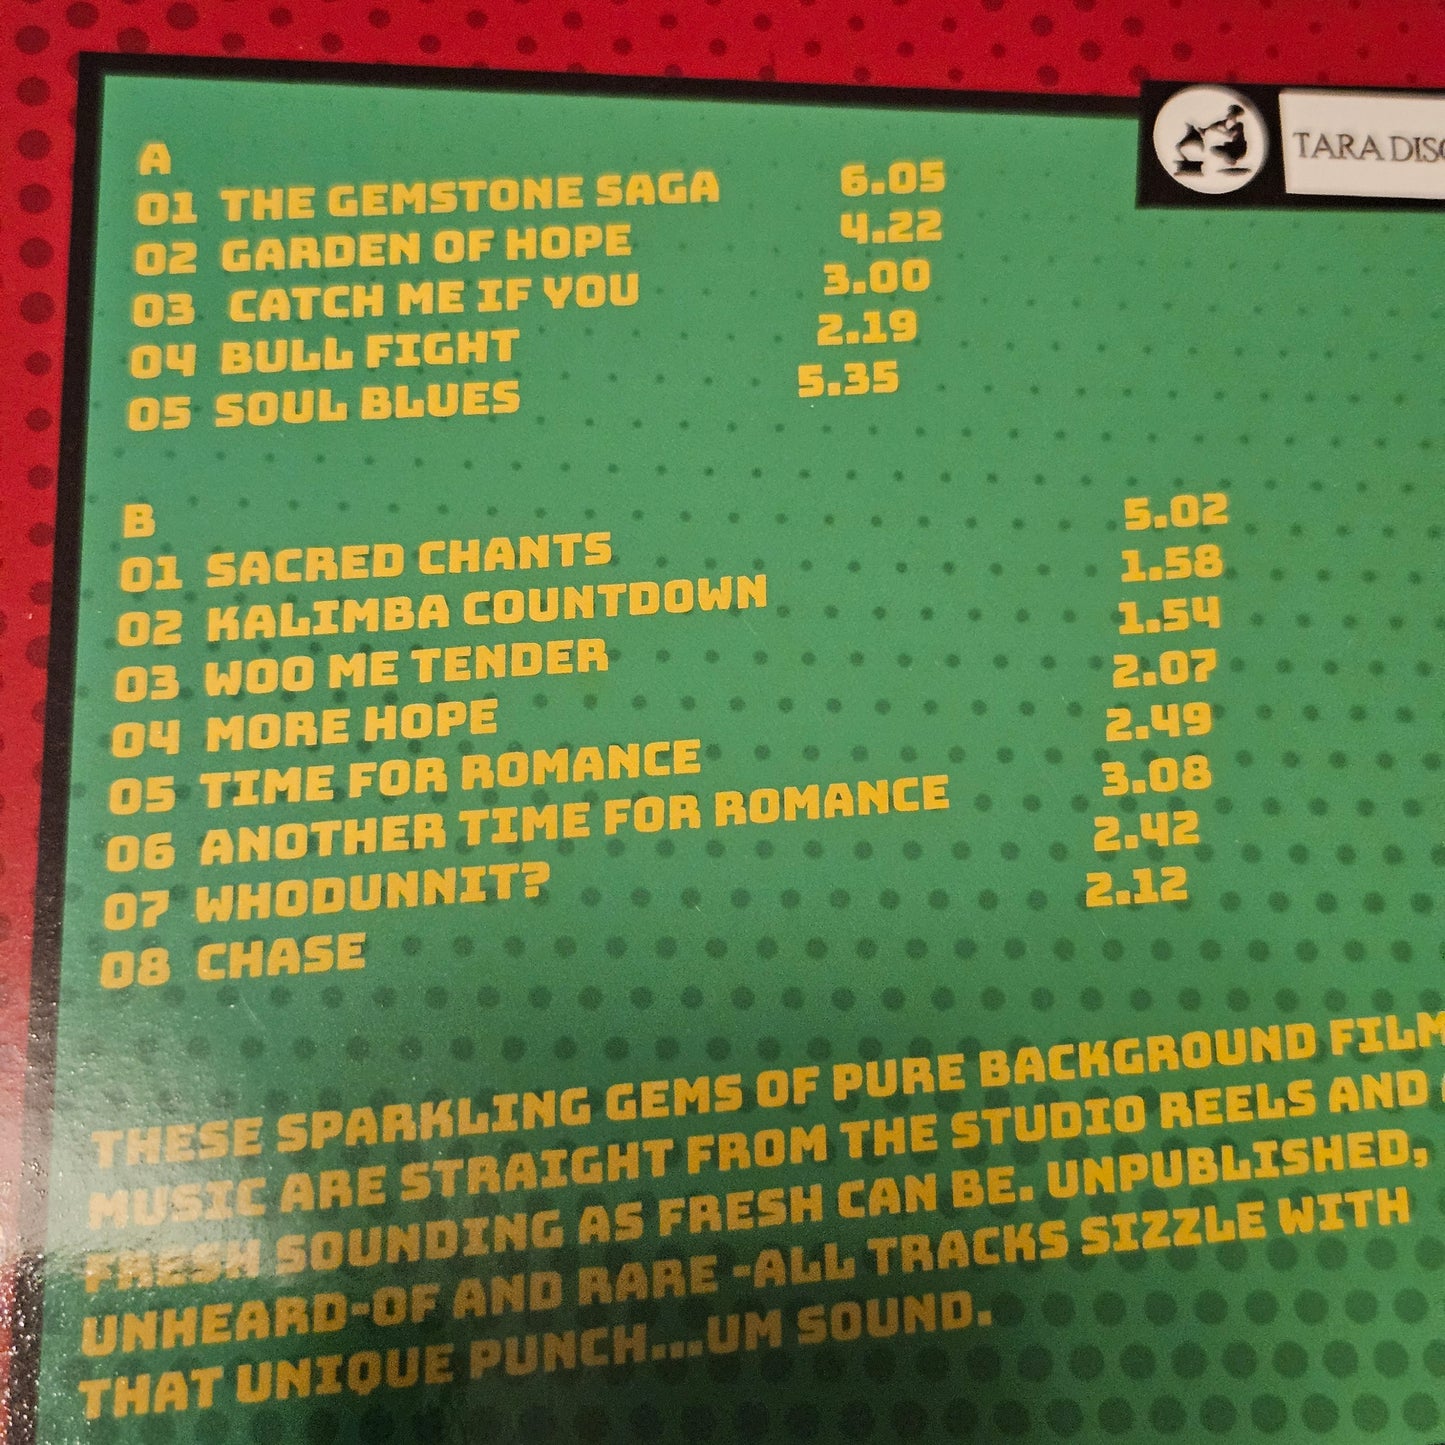 TARA DISC
A
01 THE GEMSTONE SAGA 6.05
02 GARDEN OF HOPE 4.22
03 CATCH ME IF YOU 3.00
04 BULL FIGHT 2.19
05 SOUL BLUES 5.35
B
01 SACRED CHANTS 5.02
02 KALIMBA COUNTDOWN 1.58
03 WOO ME TENDER 1.54
04 MORE HOPE 2.07
05 TIME FOR ROMANCE 2.49
06 ANOTHER TIME FOR ROMANCE 3.08
07 WHODUNNIT? 2.42
08 CHASE 2.12
THESE SPARKLING GEMS OF PURE BACKGROUND FILM
MUSIC ARE STRAIGHT FROM THE STUDIO REELS AND
FRESH SOUNDING AS FRESH CAN BE. UNPUBLISHED,
UNHEARD-OF AND RARE -ALL TRACKS SIZZLE WITH
THAT UNIQUE PUNCH...UM SOUND.